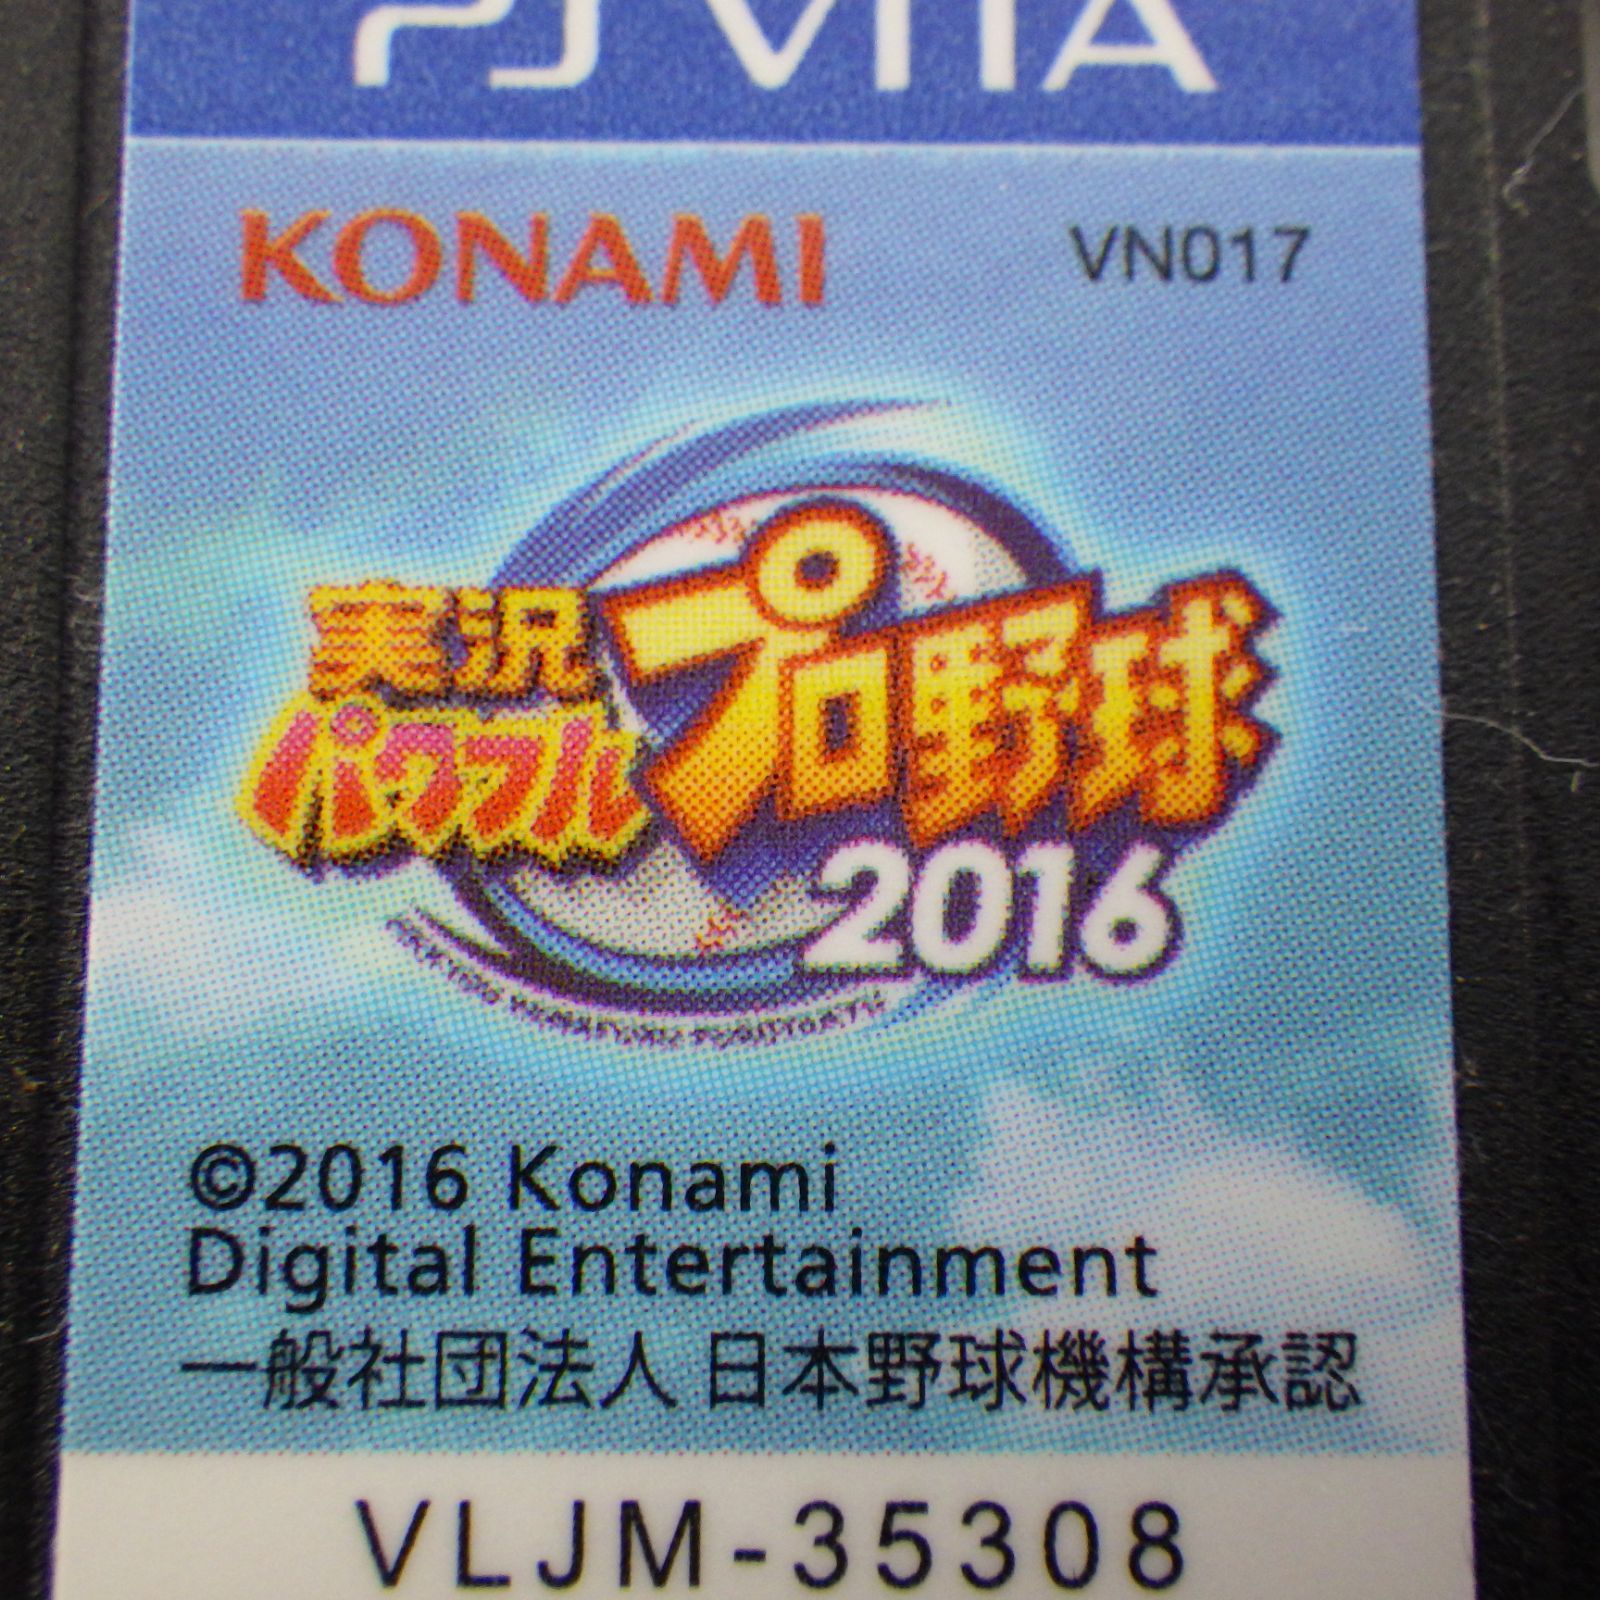 PS VITA
KONAMI VN017
実況
パワフル
プロ野球
2016
©2016 Konami
Digital Entertainment
一般社団法人 日本野球機構承認
VLJM-35308